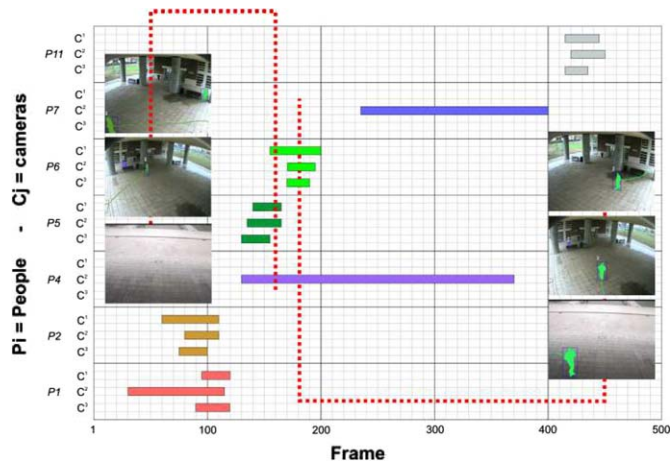 P11 C¹
C²
C³
P7 C¹
C²
C³
P6 C¹
C²
C³
P5 C¹
C²
C³
P4 C¹
C²
C³
P2 C¹
C²
C³
P1 C¹
C²
C³
Pi = People - Cj = cameras
1 100 200 300 400 500
Frame